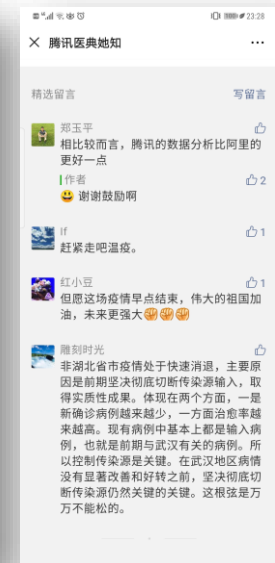 23:28
腾讯医典她知
精选留言
写留言
郑玉平
相比较而言，腾讯的数据分析比阿里的
更好一点
作者
2
谢谢鼓励啊
lf
1
赶紧走吧温疫。
红小豆
1
但愿这场疫情早点结束，伟大的祖国加
油，未来更强大
雕刻时光
非湖北省市疫情处于快速消退，主要原
因是前期坚决彻底切断传染源输入，取
得实质性成果。体现在两个方面，一是
新确诊病例越来越少，一方面治愈率越
来越高。现有病例中基本上都是输入病
例，也就是前期与武汉有关的病例。所
以控制传染源是关键。在武汉地区病情
没有显著改善和好转之前，坚决彻底切
断传染源仍然关键的关键。这根弦是万
万不能松的。